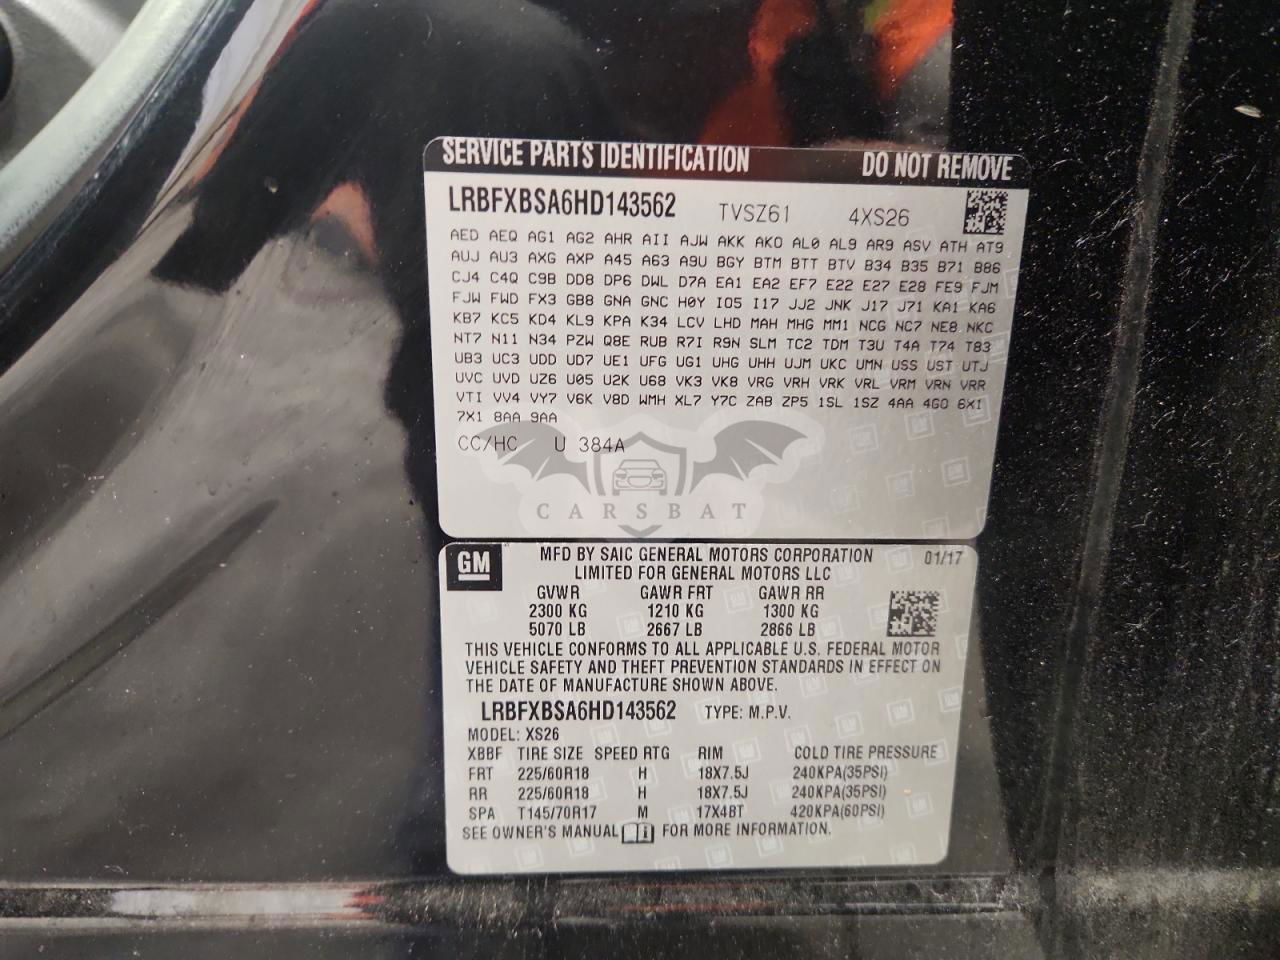 SERVICE PARTS IDENTIFICATION DO NOT REMOVE
LRBFXBSA6HD143562 TVSZ61 4XS26
AED AEQ AG1 AG2 AHR AII AJW AKK AKO AL0 AL9 AR9 ASV ATH AT9
AUJ AU3 AXG AXP A45 A63 A9U BGY BTM BTT BTV B34 B35 B71 B86
CJ4 C4Q C9B DD8 DP6 DWL D7A EA1 EA2 EF7 E22 E27 E28 FE9 FJM
FJW FWD FX3 GB8 GNA GNC H0Y IO5 I17 JJ2 JNK J17 J71 KA1 KA6
KB7 KC5 KD4 KL9 KPA K34 LCV LHD MAH MHG MM1 NCG NC7 NE8 NKC
NT7 N11 N34 PZW Q8E RUB R7I R9N SLM TC2 TDM T3U T4A T74 T83
UB3 UC3 UDD UD7 UE1 UFG UG1 UHG UHH UJM UKC UMN USS UST UTJ
UVC UVD UZ6 U05 U2K U68 VK3 VK8 VRG VRH VRK VRL VRM VRN VRR
VTI VV4 VY7 V6K V8D WMH XL7 Y7C ZAB ZP5 1SL 1SZ 4AA 4G0 6X1
7X1 8AA 9AA
CC/HC U 384A
CARSBAT
GM MFD BY SAIC GENERAL MOTORS CORPORATION 01/17
LIMITED FOR GENERAL MOTORS LLC
GVWR GAWR FRT GAWR RR
2300 KG 1210 KG 1300 KG
5070 LB 2667 LB 2866 LB
THIS VEHICLE CONFORMS TO ALL APPLICABLE U.S. FEDERAL MOTOR
VEHICLE SAFETY AND THEFT PREVENTION STANDARDS IN EFFECT ON
THE DATE OF MANUFACTURE SHOWN ABOVE.
LRBFXBSA6HD143562 TYPE: M.P.V.
MODEL: XS26
XBBF TIRE SIZE SPEED RTG RIM COLD TIRE PRESSURE
FRT 225/60R18 H 18X7.5J 240KPA(35PSI)
RR 225/60R18 H 18X7.5J 240KPA(35PSI)
SPA T145/70R17 M 17X4BT 420KPA(60PSI)
SEE OWNER'S MANUAL FOR MORE INFORMATION.